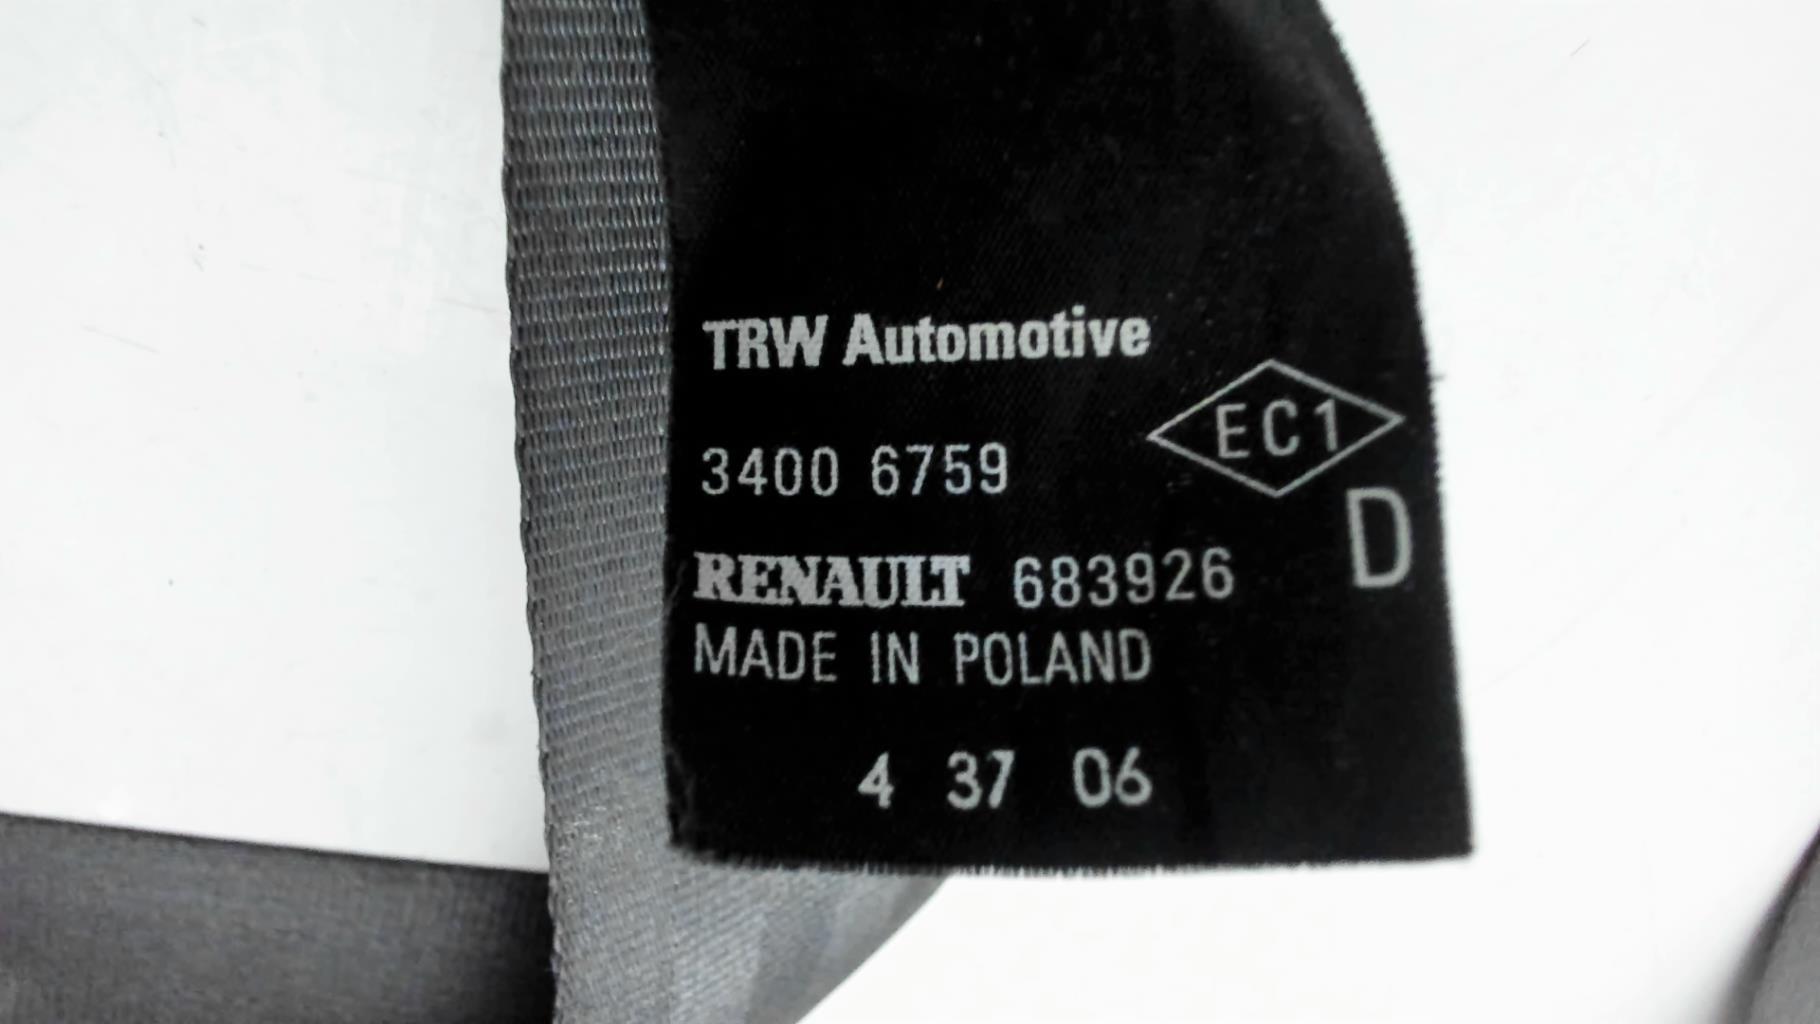 TRW Automotive
EC1
3400 6759
D
RENAULT 683926
MADE IN POLAND
4 37 06